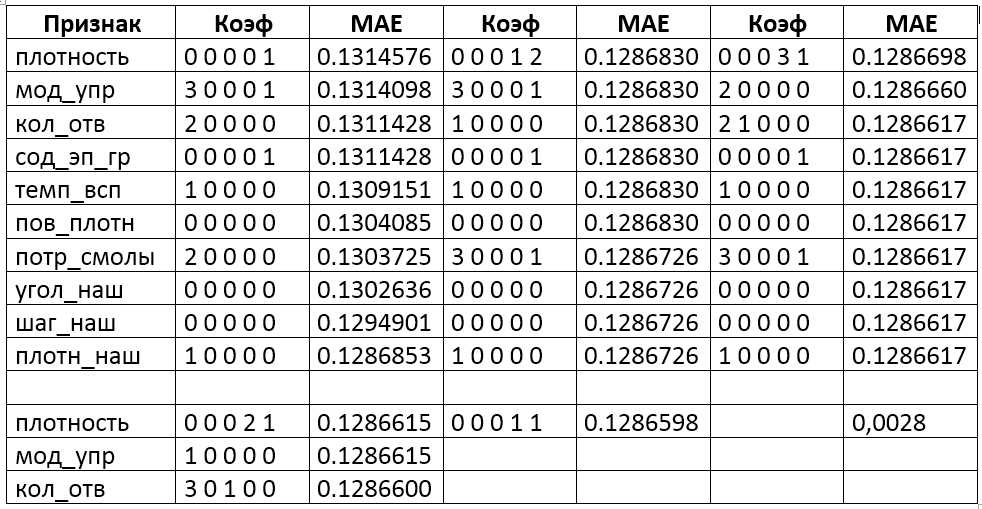 Признак Коэф MAE Коэф MAE Коэф MAE
плотность 0 0 0 0 1 0.1314576 0 0 0 1 2 0.1286830 0 0 0 3 1 0.1286698
мод_упр 3 0 0 0 1 0.1314098 3 0 0 0 1 0.1286830 2 0 0 0 0 0.1286660
кол_отв 2 0 0 0 0 0.1311428 1 0 0 0 0 0.1286830 2 1 0 0 0 0.1286617
сод_эп_гр 0 0 0 0 1 0.1311428 0 0 0 0 1 0.1286830 0 0 0 0 1 0.1286617
темп_всп 1 0 0 0 0 0.1309151 1 0 0 0 0 0.1286830 1 0 0 0 0 0.1286617
пов_плотн 0 0 0 0 0 0.1304085 0 0 0 0 0 0.1286830 0 0 0 0 0 0.1286617
потр_смолы 2 0 0 0 0 0.1303725 3 0 0 0 1 0.1286726 3 0 0 0 1 0.1286617
угол_наш 0 0 0 0 0 0.1302636 0 0 0 0 0 0.1286726 0 0 0 0 0 0.1286617
шаг_наш 0 0 0 0 0 0.1294901 0 0 0 0 0 0.1286726 0 0 0 0 0 0.1286617
плотн_наш 1 0 0 0 0 0.1286853 1 0 0 0 0 0.1286726 1 0 0 0 0 0.1286617
плотность 0 0 0 2 1 0.1286615 0 0 0 1 1 0.1286598 0,0028
мод_упр 1 0 0 0 0 0.1286615
кол_отв 3 0 1 0 0 0.1286600